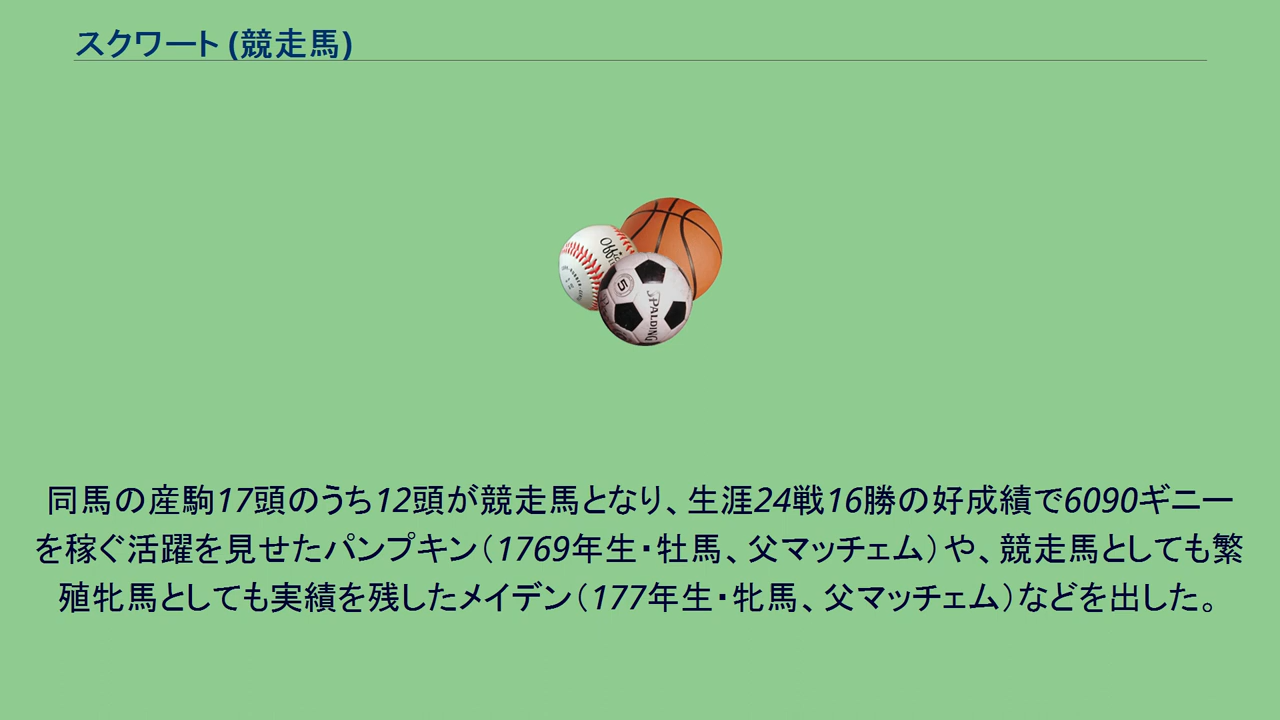 スクワート (競走馬)
Offic
5
SPALDING
同馬の産駒17頭のうち12頭が競走馬となり、生涯24戦16勝の好成績で6090ギニー
を稼ぐ活躍を見せたパンプキン（1769年生・牡馬、父マッチェム）や、競走馬としても繁
殖牝馬としても実績を残したメイデン（177年生・牝馬、父マッチェム）などを出した。